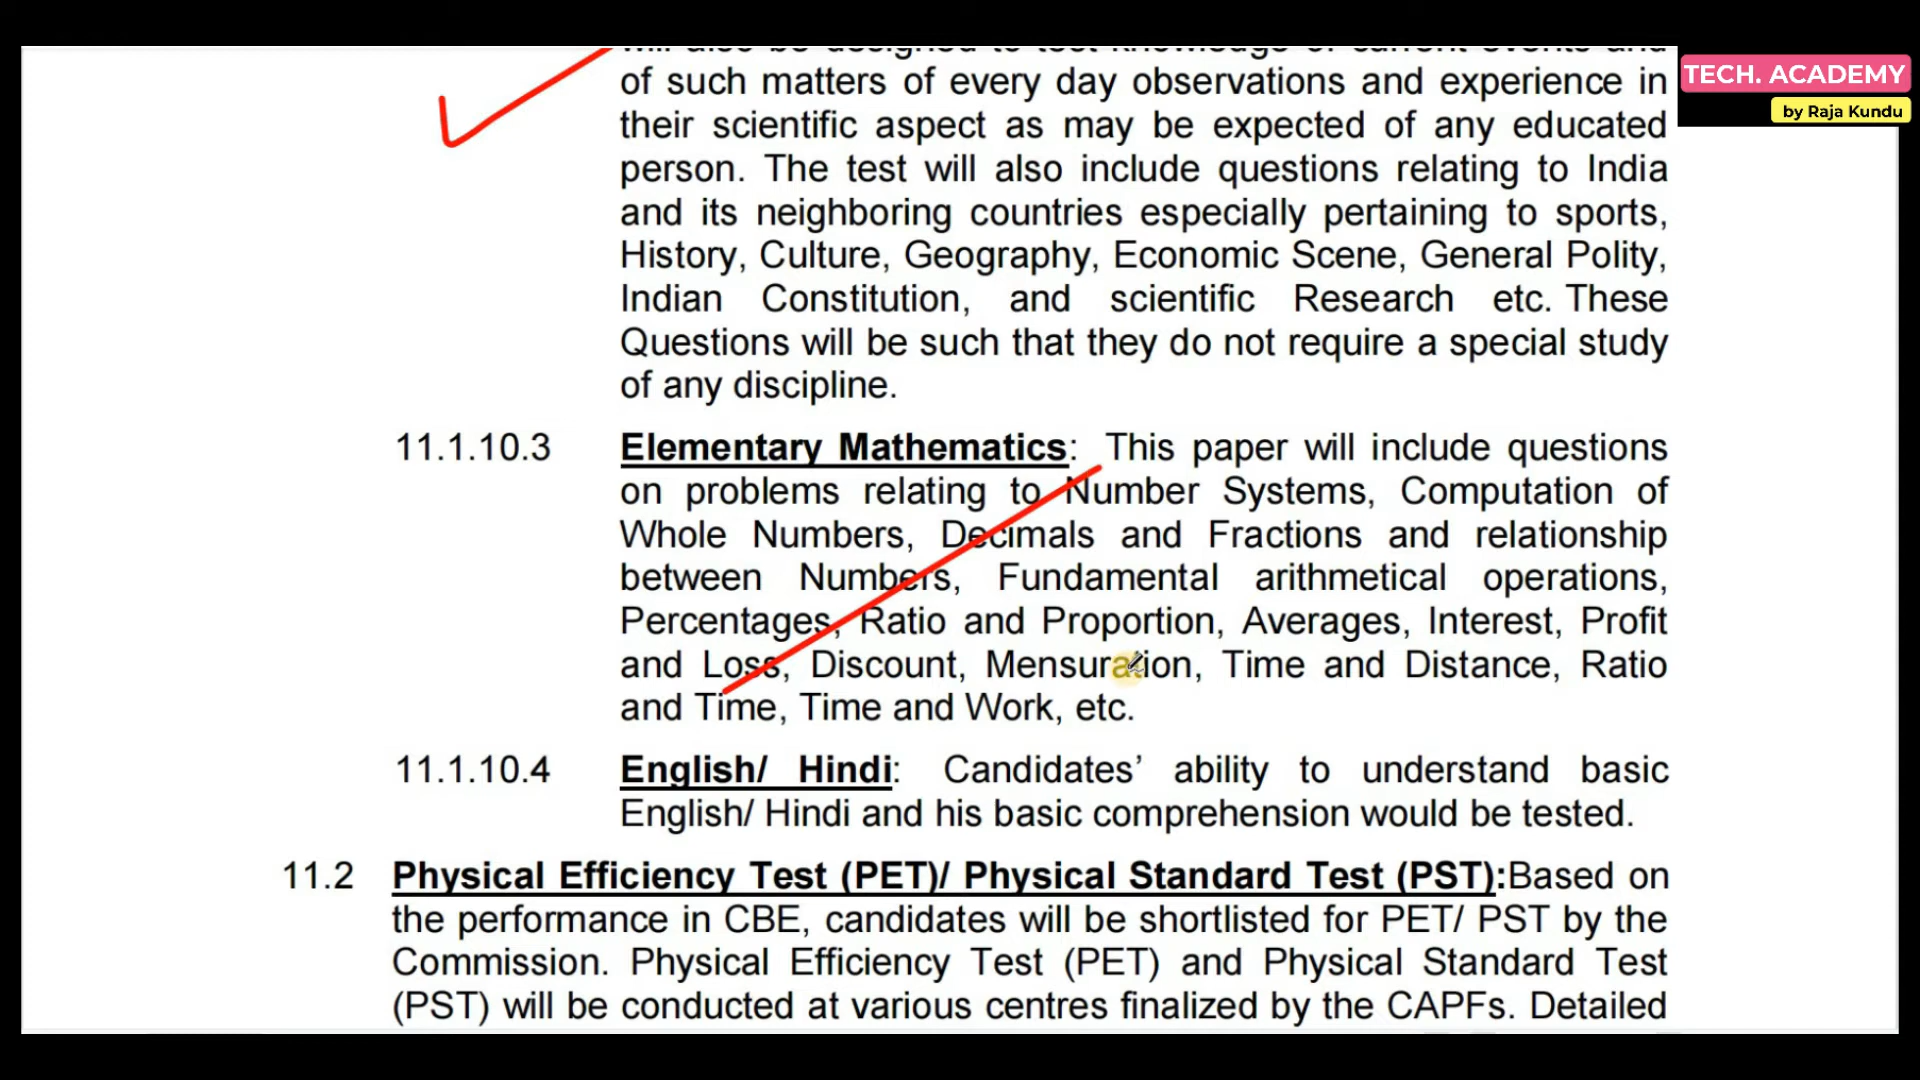 will also be designed to test knowledge of current events and
of such matters of every day observations and experience in
their scientific aspect as may be expected of any educated
person. The test will also include questions relating to India
and its neighboring countries especially pertaining to sports,
History, Culture, Geography, Economic Scene, General Polity,
Indian Constitution, and scientific Research etc. These
Questions will be such that they do not require a special study
of any discipline.
11.1.10.3 Elementary Mathematics: This paper will include questions
on problems relating to Number Systems, Computation of
Whole Numbers, Decimals and Fractions and relationship
between Numbers, Fundamental arithmetical operations,
Percentages, Ratio and Proportion, Averages, Interest, Profit
and Loss, Discount, Mensuration, Time and Distance, Ratio
and Time, Time and Work, etc.
11.1.10.4 English/ Hindi: Candidates’ ability to understand basic
English/ Hindi and his basic comprehension would be tested.
11.2 Physical Efficiency Test (PET)/ Physical Standard Test (PST):Based on
the performance in CBE, candidates will be shortlisted for PET/ PST by the
Commission. Physical Efficiency Test (PET) and Physical Standard Test
(PST) will be conducted at various centres finalized by the CAPFs. Detailed
TECH. ACADEMY
by Raja Kundu